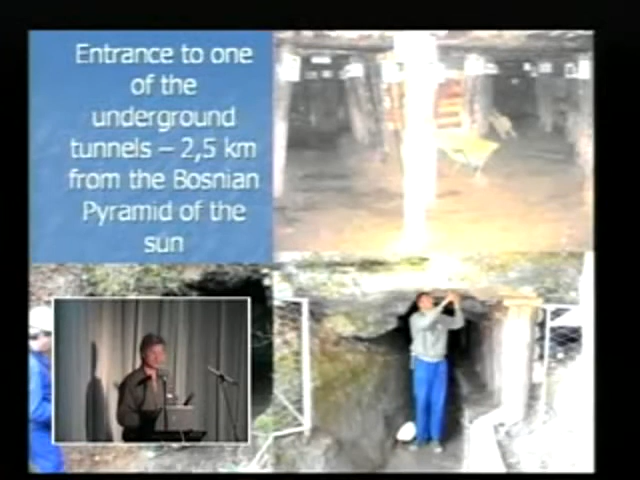 Entrance to one
of the
underground
tunnels – 2,5 km
from the Bosnian
Pyramid of the
sun